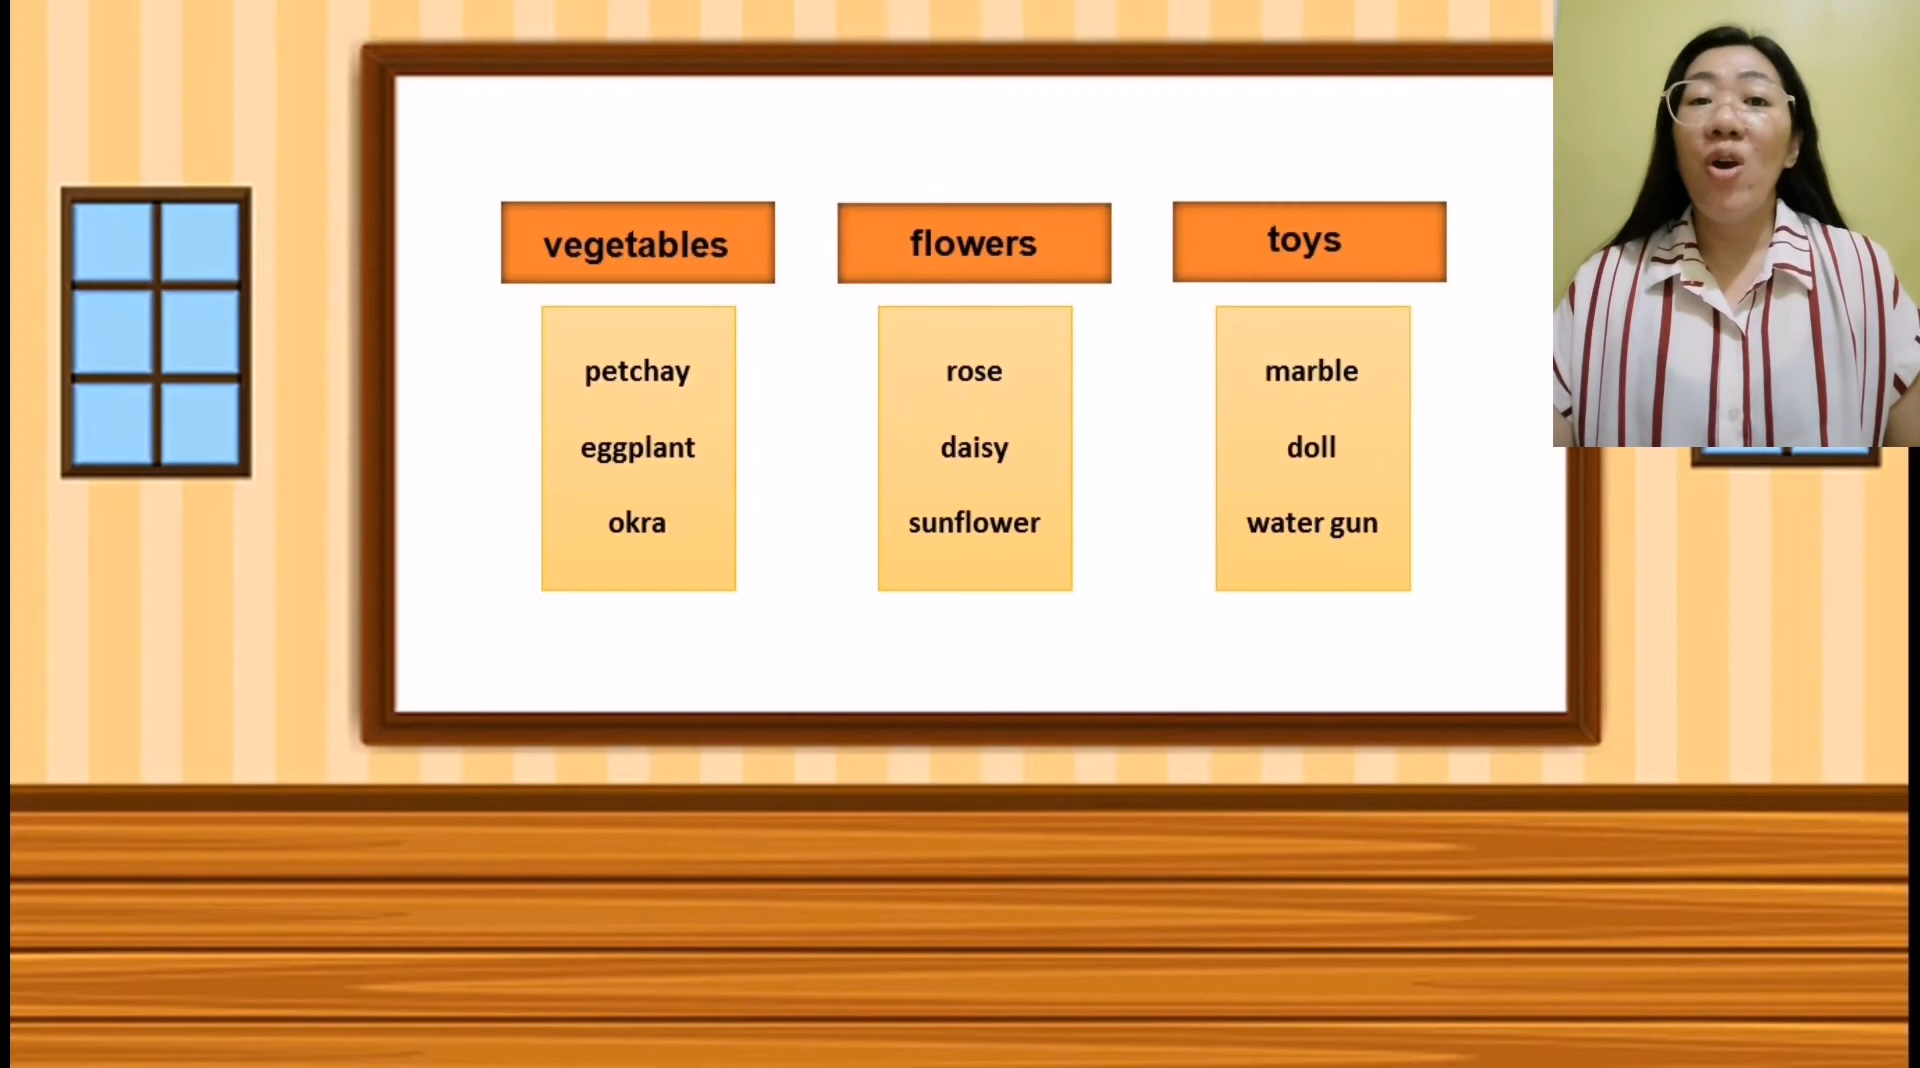 vegetables
flowers
toys
petchay
eggplant
okra
rose
daisy
sunflower
marble
doll
water gun